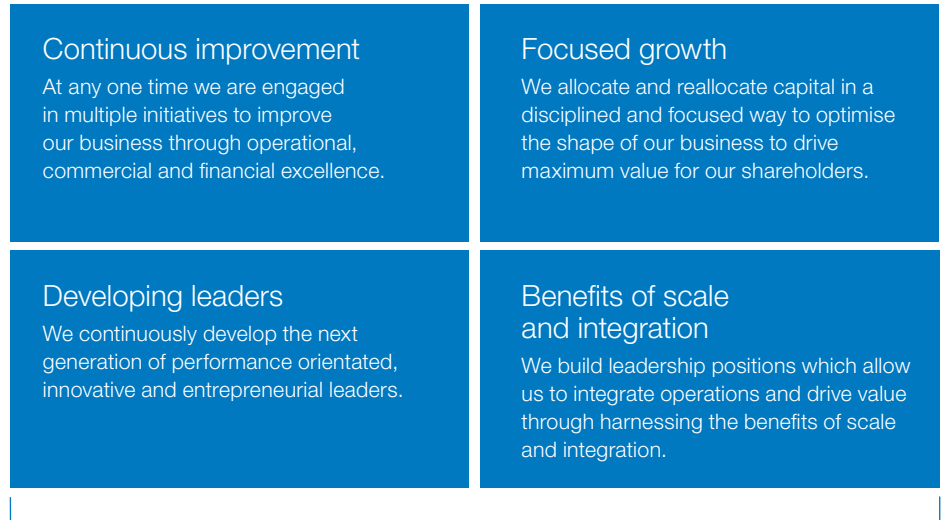 Continuous improvement
At any one time we are engaged
in multiple initiatives to improve
our business through operational,
commercial and financial excellence.
Focused growth
We allocate and reallocate capital in a
disciplined and focused way to optimise
the shape of our business to drive
maximum value for our shareholders.
Developing leaders
We continuously develop the next
generation of performance orientated,
innovative and entrepreneurial leaders.
Benefits of scale
and integration
We build leadership positions which allow
us to integrate operations and drive value
through harnessing the benefits of scale
and integration.